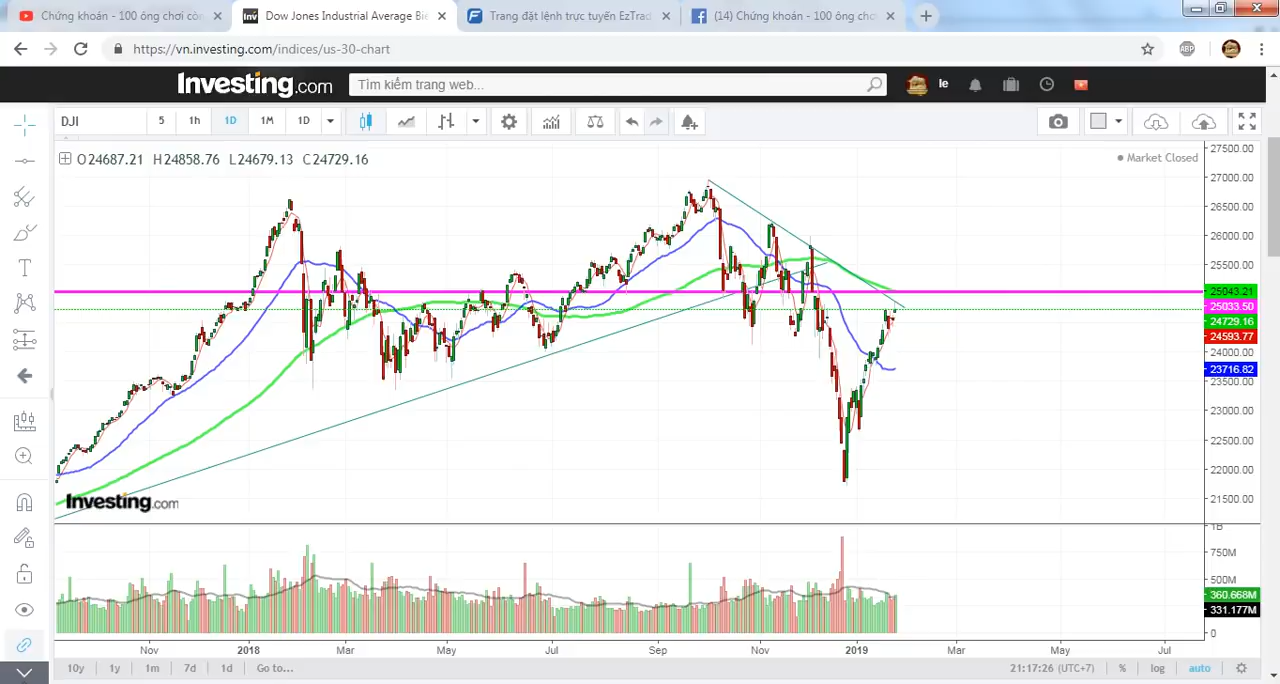 Chứng khoán - 100 ông chơi còn
Dow Jones Industrial Average Biể
Trang đặt lệnh trực tuyến EzTrad
(14) Chứng khoán - 100 ông chơ
https://vn.investing.com/indices/us-30-chart
ABP
Investing.com
Tìm kiếm trang web...
le
DJI 5 1h 1D 1M 1D
O24687.21 H24858.76 L24679.13 C24729.16
Market Closed
27500.00
27000.00
26500.00
26000.00
25500.00
25043.21
25033.50
24729.16
24593.77
24000.00
23716.82
23500.00
23000.00
22500.00
22000.00
21500.00
Investing.com
1B
750M
500M
360.668M
331.177M
0
Nov 2018 Mar May Jul Sep Nov 2019 Mar May Jul
10y 1y 1m 7d 1d Go to... 21:17:26 (UTC+7) % log auto